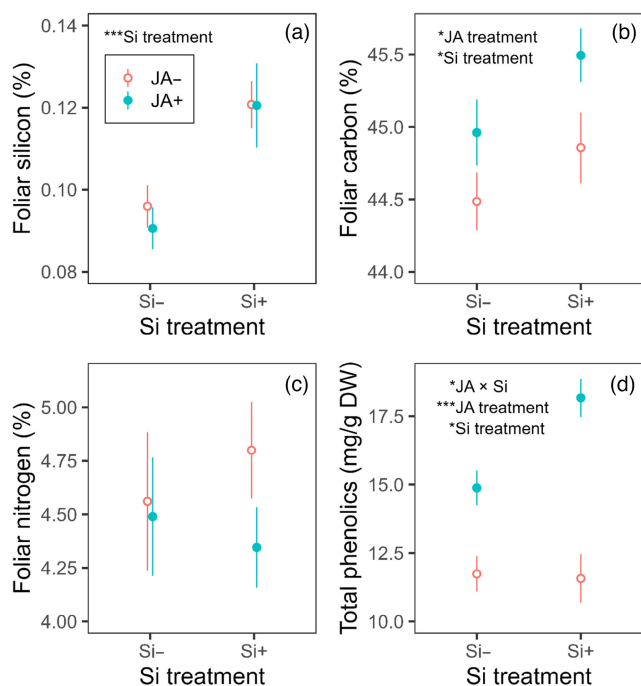 ***Si treatment
(a)
JA–
JA+
Foliar silicon (%)
0.14
0.12
0.10
0.08
Si–
Si+
Si treatment
*JA treatment
*Si treatment
(b)
Foliar carbon (%)
45.5
45.0
44.5
44.0
Si–
Si+
Si treatment
(c)
Foliar nitrogen (%)
5.00
4.75
4.50
4.25
4.00
Si–
Si+
Si treatment
*JA × Si
***JA treatment
*Si treatment
(d)
Total phenolics (mg/g DW)
17.5
15.0
12.5
10.0
Si–
Si+
Si treatment